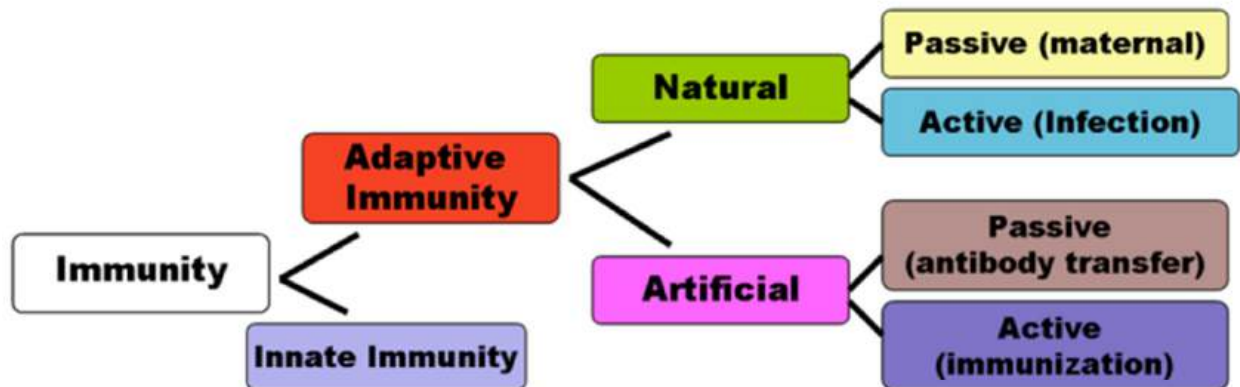 Immunity
Adaptive
Immunity
Innate Immunity
Natural
Artificial
Passive (maternal)
Active (Infection)
Passive
(antibody transfer)
Active
(immunization)